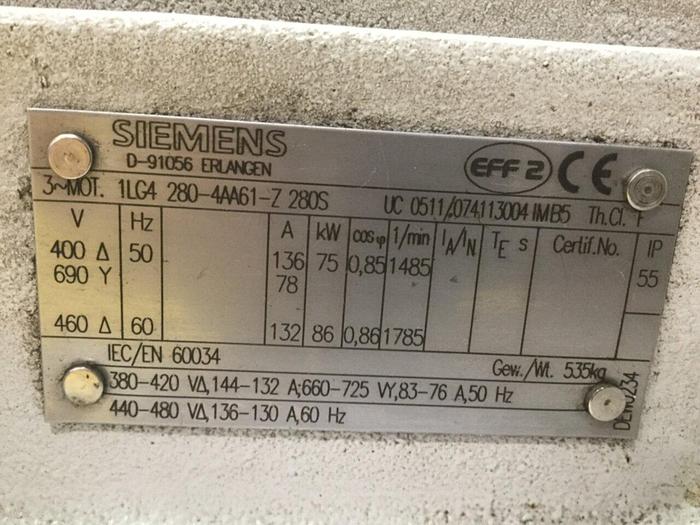 SIEMENS
D-91056 ERLANGEN
EFF 2 CE
3~MOT. 1LG4 280-4AA61-Z 280S UC 0511/074113004 IM B5 Th.Cl. F
V Hz A kW cosφ 1/min IA/IN TE s Certif.No. IP
400 Δ 50 136 75 0,85 1485 55
690 Y 78
460 Δ 60 132 86 0,86 1785
IEC/EN 60034 Gew./Wt. 535kg
380-420 VΔ,144-132 A;660-725 VY,83-76 A,50 Hz
440-480 VΔ,136-130 A,60 Hz